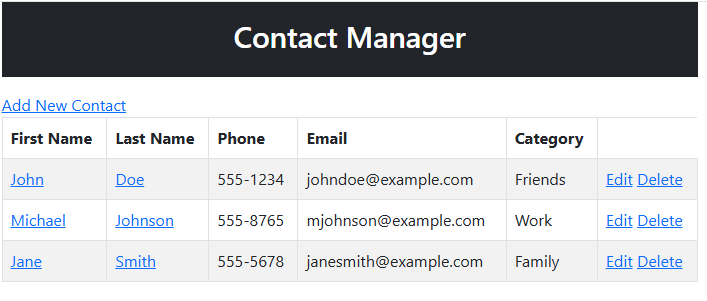 Contact Manager
Add New Contact
First Name Last Name Phone Email Category
John Doe 555-1234 johndoe@example.com Friends Edit Delete
Michael Johnson 555-8765 mjohnson@example.com Work Edit Delete
Jane Smith 555-5678 janesmith@example.com Family Edit Delete